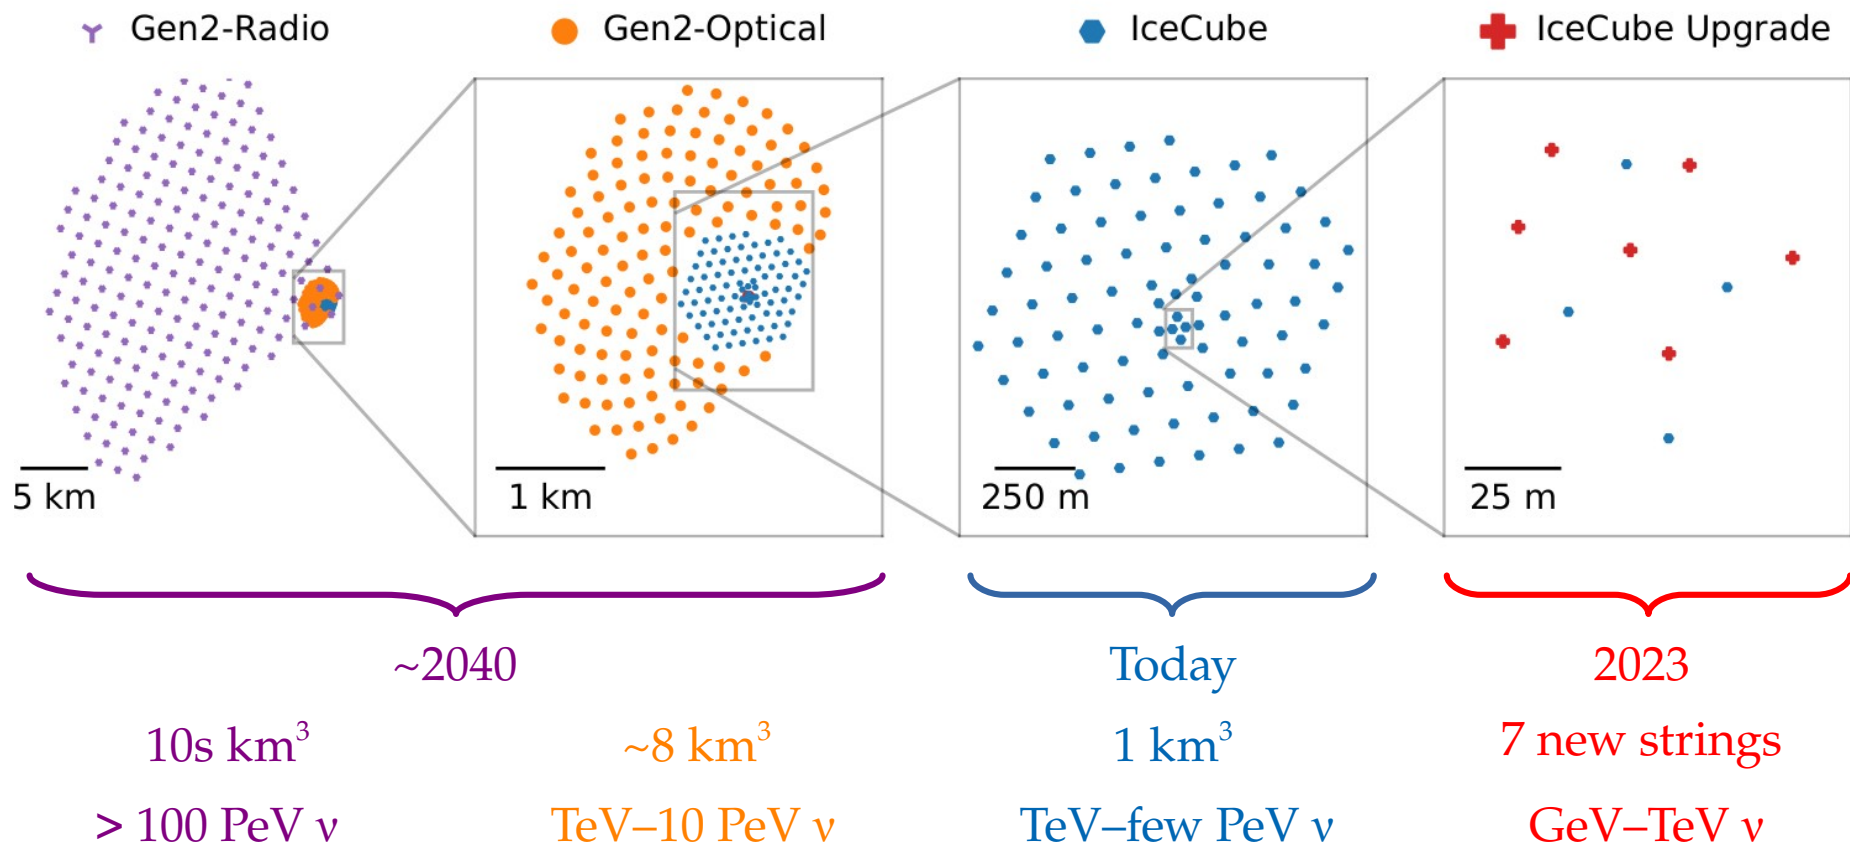 Gen2-Radio
Gen2-Optical
IceCube
IceCube Upgrade
5 km
1 km
250 m
25 m
~2040
Today
2023
10s km³
~8 km³
1 km³
7 new strings
> 100 PeV ν
TeV–10 PeV ν
TeV–few PeV ν
GeV–TeV ν